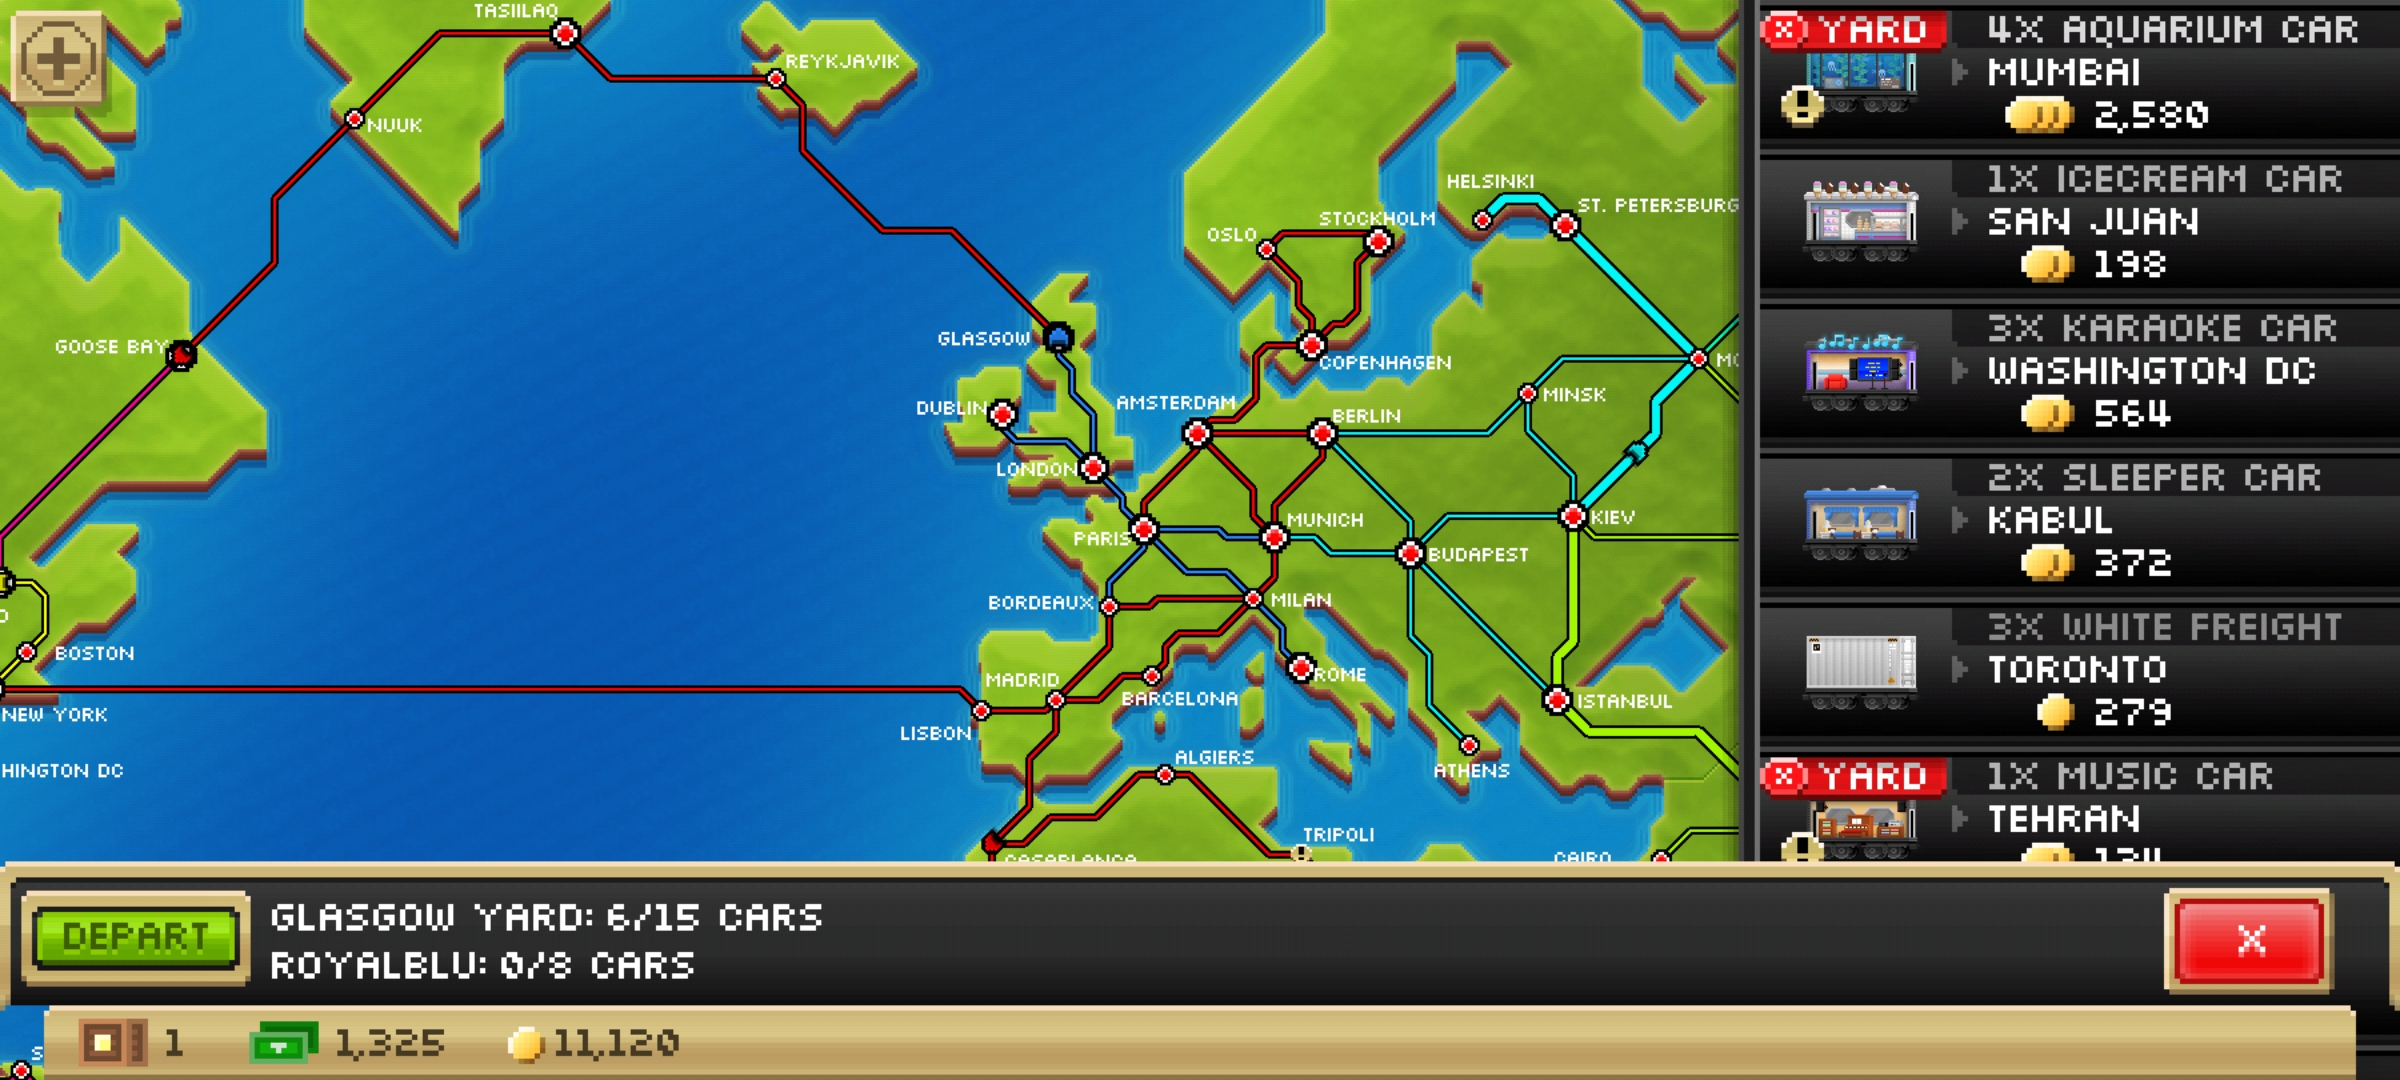 TASIILAQ
REYKJAVIK
NUUK
HELSINKI
ST. PETERSBURG
STOCKHOLM
OSLO
GLASGOW
GOOSE BAY
COPENHAGEN
AMSTERDAM
MINSK
DUBLIN
BERLIN
LONDON
KIEV
MUNICH
PARIS
BUDAPEST
BORDEAUX
MILAN
BOSTON
MADRID
ROME
BARCELONA
ISTANBUL
NEW YORK
LISBON
ALGIERS
HINGTON DC
ATHENS
TRIPOLI
CASABLANCA
CAIRO
YARD
4X AQUARIUM CAR
MUMBAI
2,580
1X ICECREAM CAR
SAN JUAN
198
3X KARAOKE CAR
WASHINGTON DC
564
2X SLEEPER CAR
KABUL
372
3X WHITE FREIGHT
TORONTO
279
YARD
1X MUSIC CAR
TEHRAN
DEPART
GLASGOW YARD: 6/15 CARS
ROYALBLU: 0/8 CARS
X
1
1,325
11,120